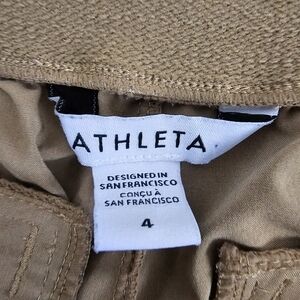 ATHLETA
DESIGNED IN
SAN FRANCISCO
CONÇU À
SAN FRANCISCO
4